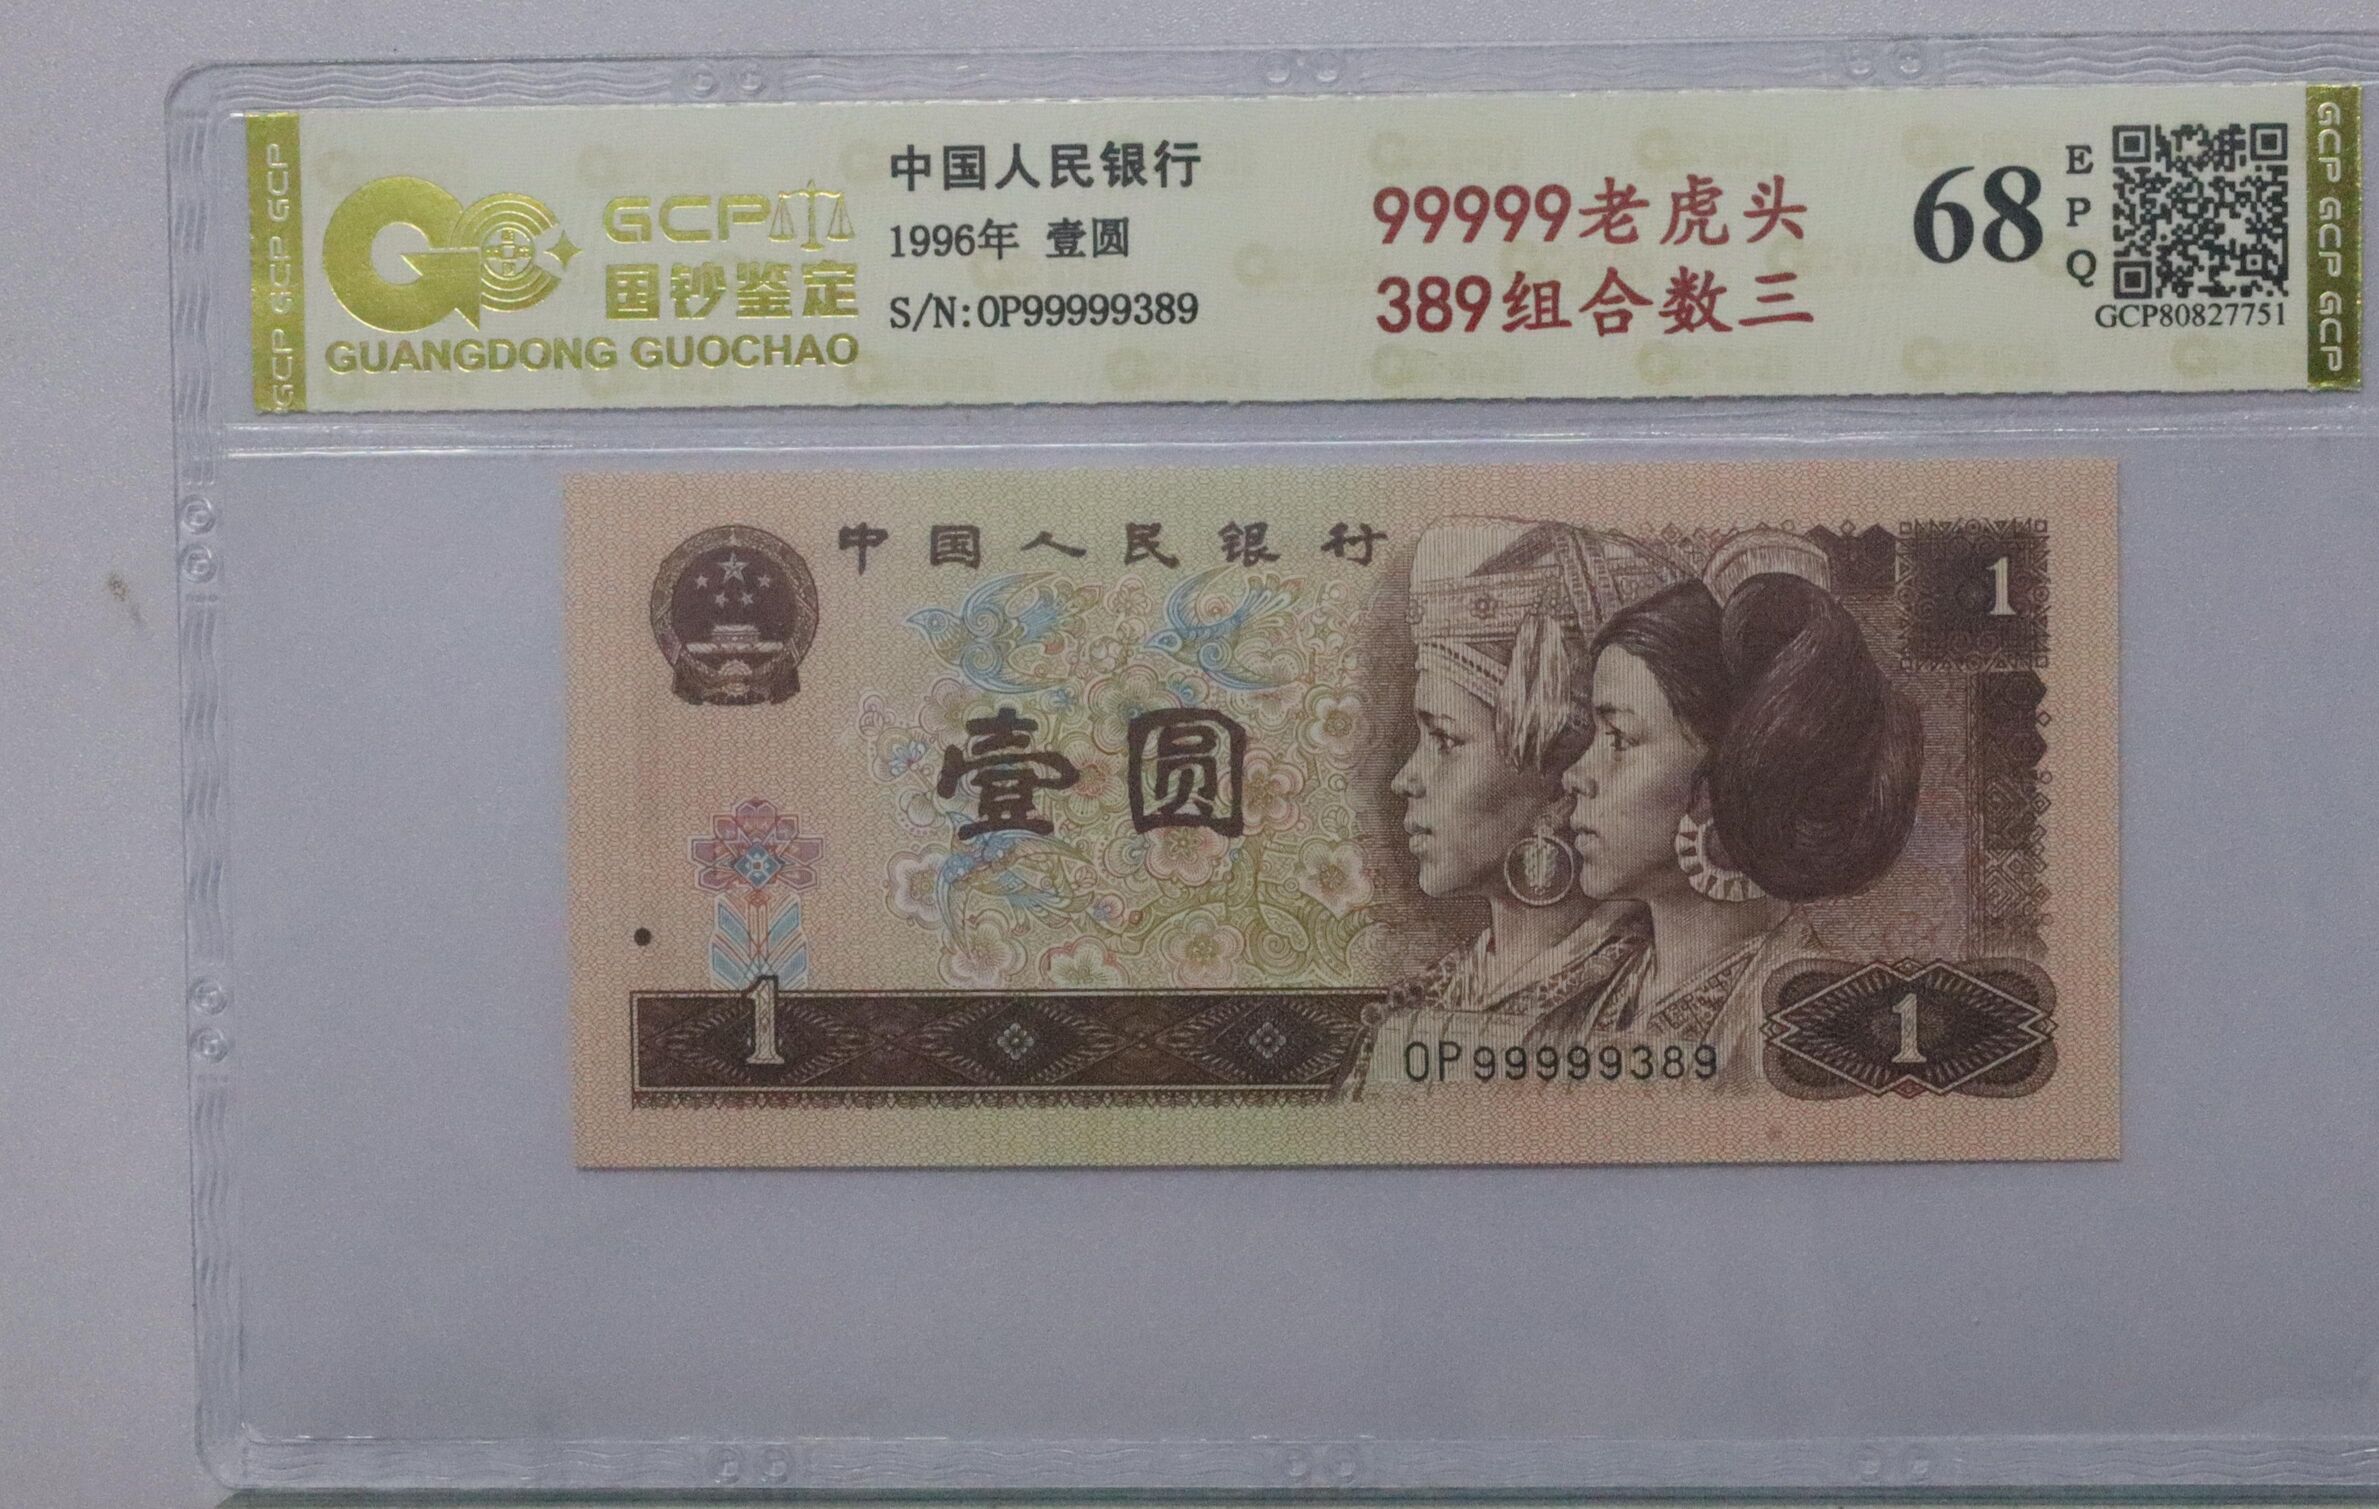 GCP GCP GCP
GCP
国钞鉴定
GUANGDONG GUOCHAO
中国人民银行
1996年 壹圆
S/N:OP99999389
99999老虎头
389组合数三
68
E
P
Q
GCP80827751
GCP GCP GCP
中国人民银行
1
壹圆
1
OP99999389
1